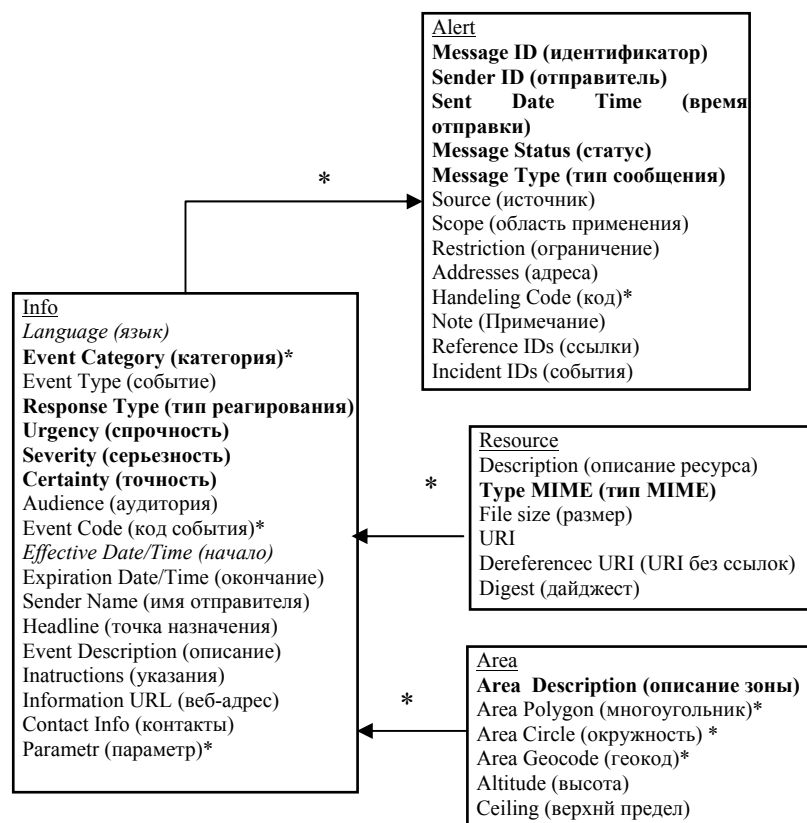 Alert
Message ID (идентификатор)
Sender ID (отправитель)
Sent Date Time (время
отправки)
Message Status (статус)
Message Type (тип сообщения)
Source (источник)
Scope (область применения)
Restriction (ограничение)
Addresses (адреса)
Handeling Code (код)*
Note (Примечание)
Reference IDs (ссылки)
Incident IDs (события)
*
Info
Language (язык)
Event Category (категория)*
Event Type (событие)
Response Type (тип реагирования)
Urgency (спрочность)
Severity (серьезность)
Certainty (точность)
Audience (аудитория)
Event Code (код события)*
Effective Date/Time (начало)
Expiration Date/Time (окончание)
Sender Name (имя отправителя)
Headline (точка назначения)
Event Description (описание)
Inatructions (указания)
Information URL (веб-адрес)
Contact Info (контакты)
Parametr (параметр)*
*
Resource
Description (описание ресурса)
Type MIME (тип MIME)
File size (размер)
URI
Dereferencec URI (URI без ссылок)
Digest (дайджест)
*
Area
Area Description (описание зоны)
Area Polygon (многоугольник)*
Area Circle (окружность) *
Area Geocode (геокод)*
Altitude (высота)
Ceiling (верхнй предел)